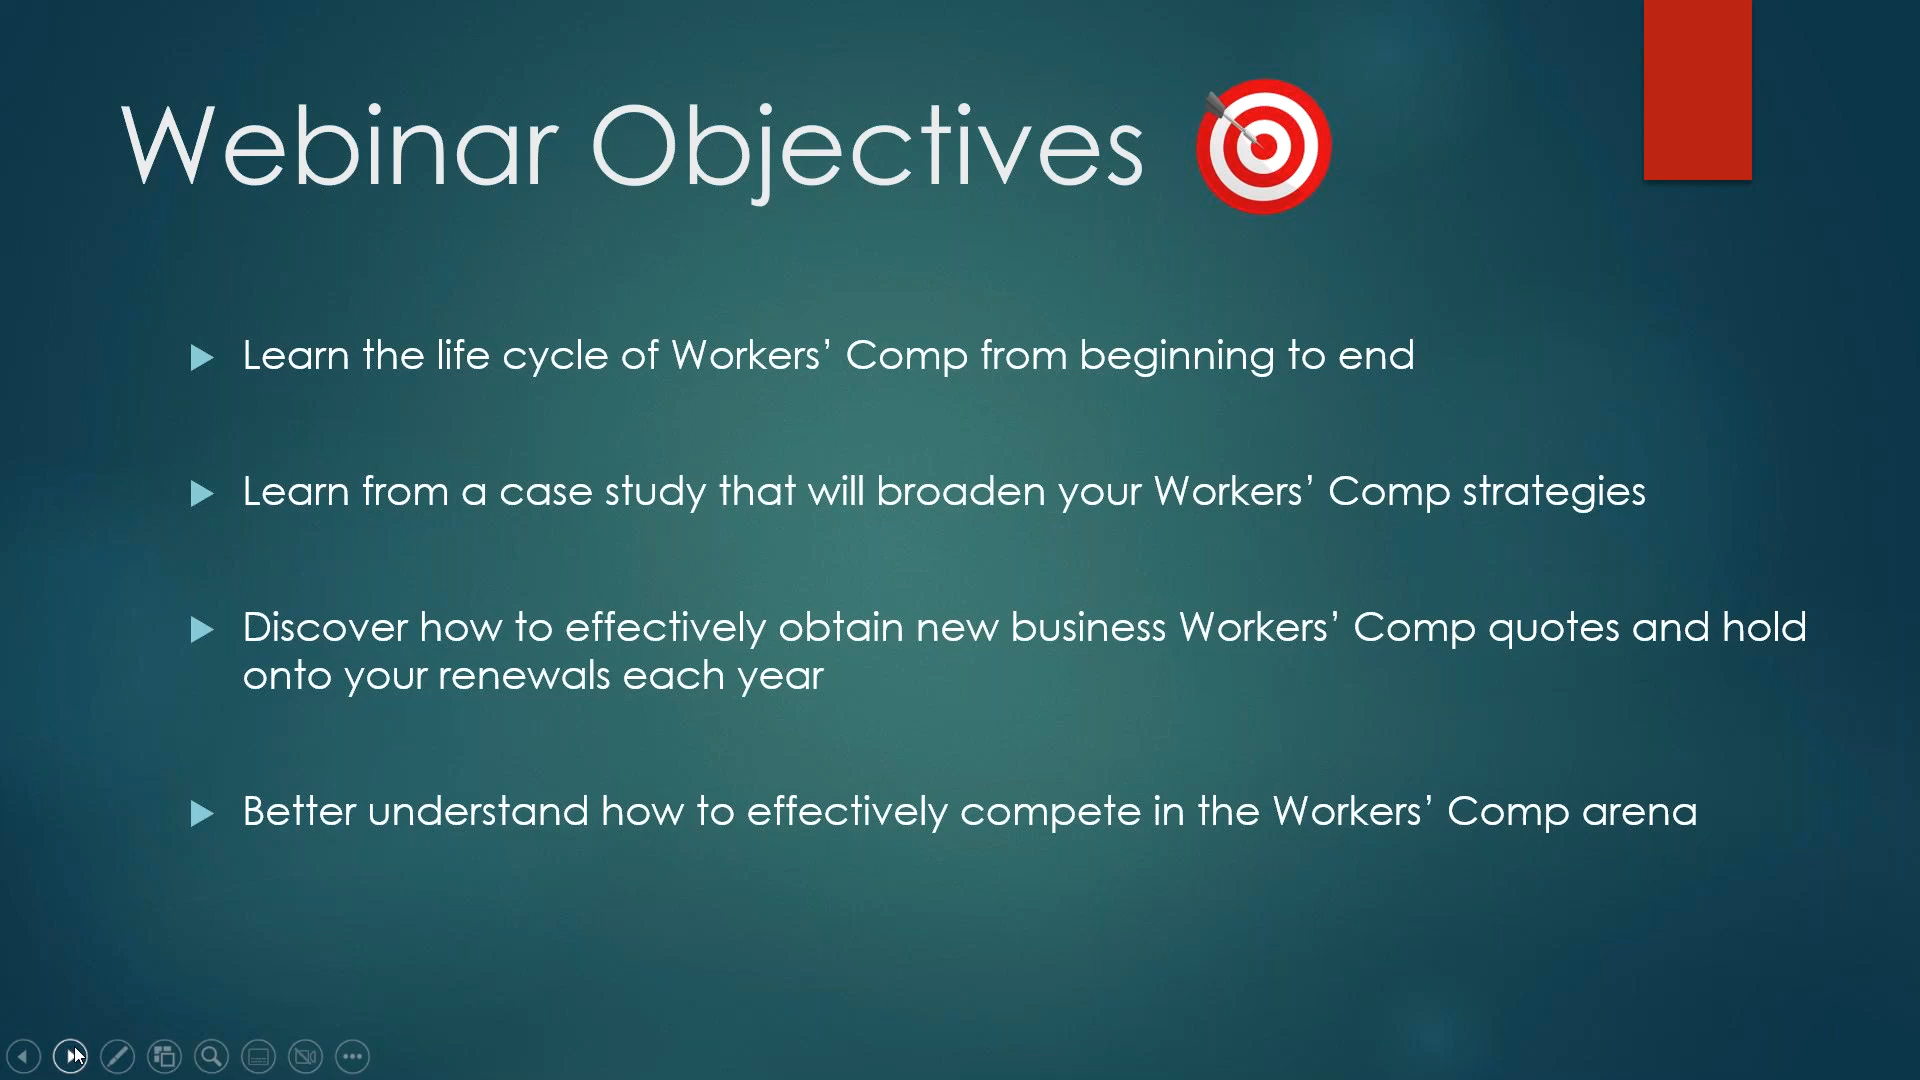 Webinar Objectives
Learn the life cycle of Workers’ Comp from beginning to end
Learn from a case study that will broaden your Workers’ Comp strategies
Discover how to effectively obtain new business Workers’ Comp quotes and hold
onto your renewals each year
Better understand how to effectively compete in the Workers’ Comp arena